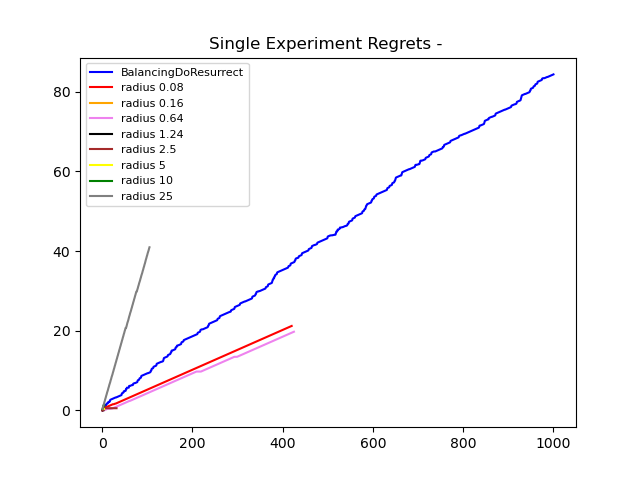 Single Experiment Regrets -
BalancingDoResurrect
radius 0.08
radius 0.16
radius 0.64
radius 1.24
radius 2.5
radius 5
radius 10
radius 25
80
60
40
20
0
0 200 400 600 800 1000